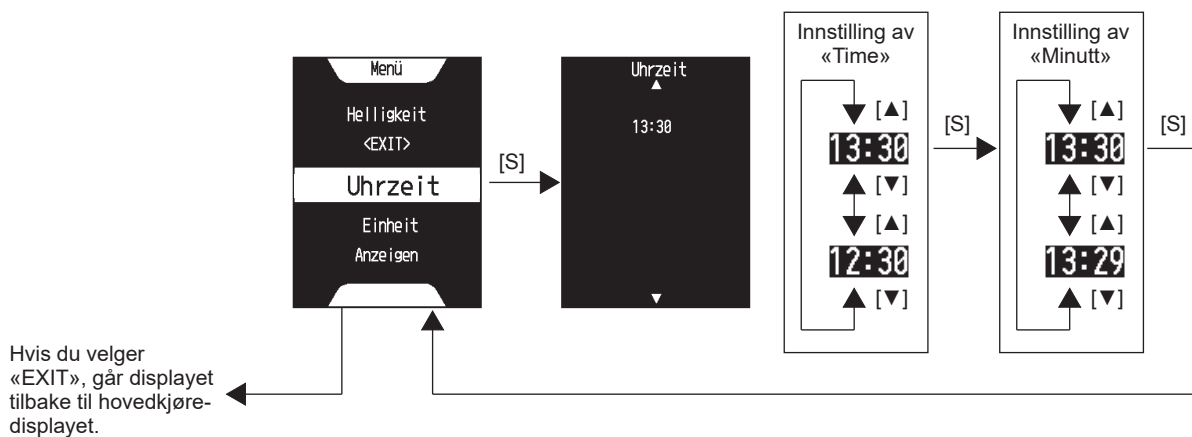 Menü
Helligkeit
<EXIT>
Uhrzeit
Einheit
Anzeigen
[S]
Uhrzeit
▲
13:30
▼
Innstilling av
«Time»
[▲]
13:30
[▼]
[▲]
12:30
[▼]
[S]
Innstilling av
«Minutt»
[▲]
13:30
[▼]
[▲]
13:29
[▼]
[S]
Hvis du velger
«EXIT», går displayet
tilbake til hovedkjøre-
displayet.